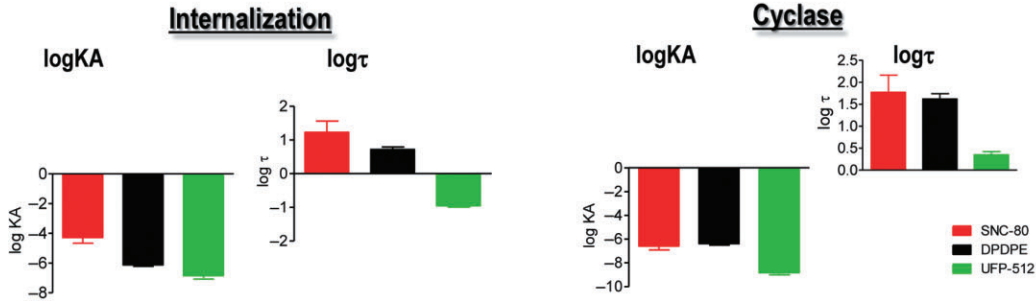 Internalization
logKA
logτ
log KA
0
−2
−4
−6
−8
log τ
2
1
0
−1
−2
Cyclase
logKA
logτ
log KA
0
−2
−4
−6
−8
−10
log τ
2.5
2.0
1.5
1.0
0.5
0.0
SNC-80
DPDPE
UFP-512